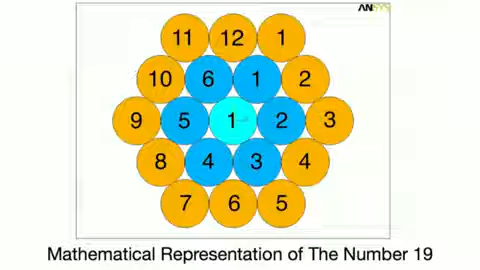 ANSYS
11 12 1
10 6 1 2
9 5 1 2 3
8 4 3 4
7 6 5
Mathematical Representation of The Number 19